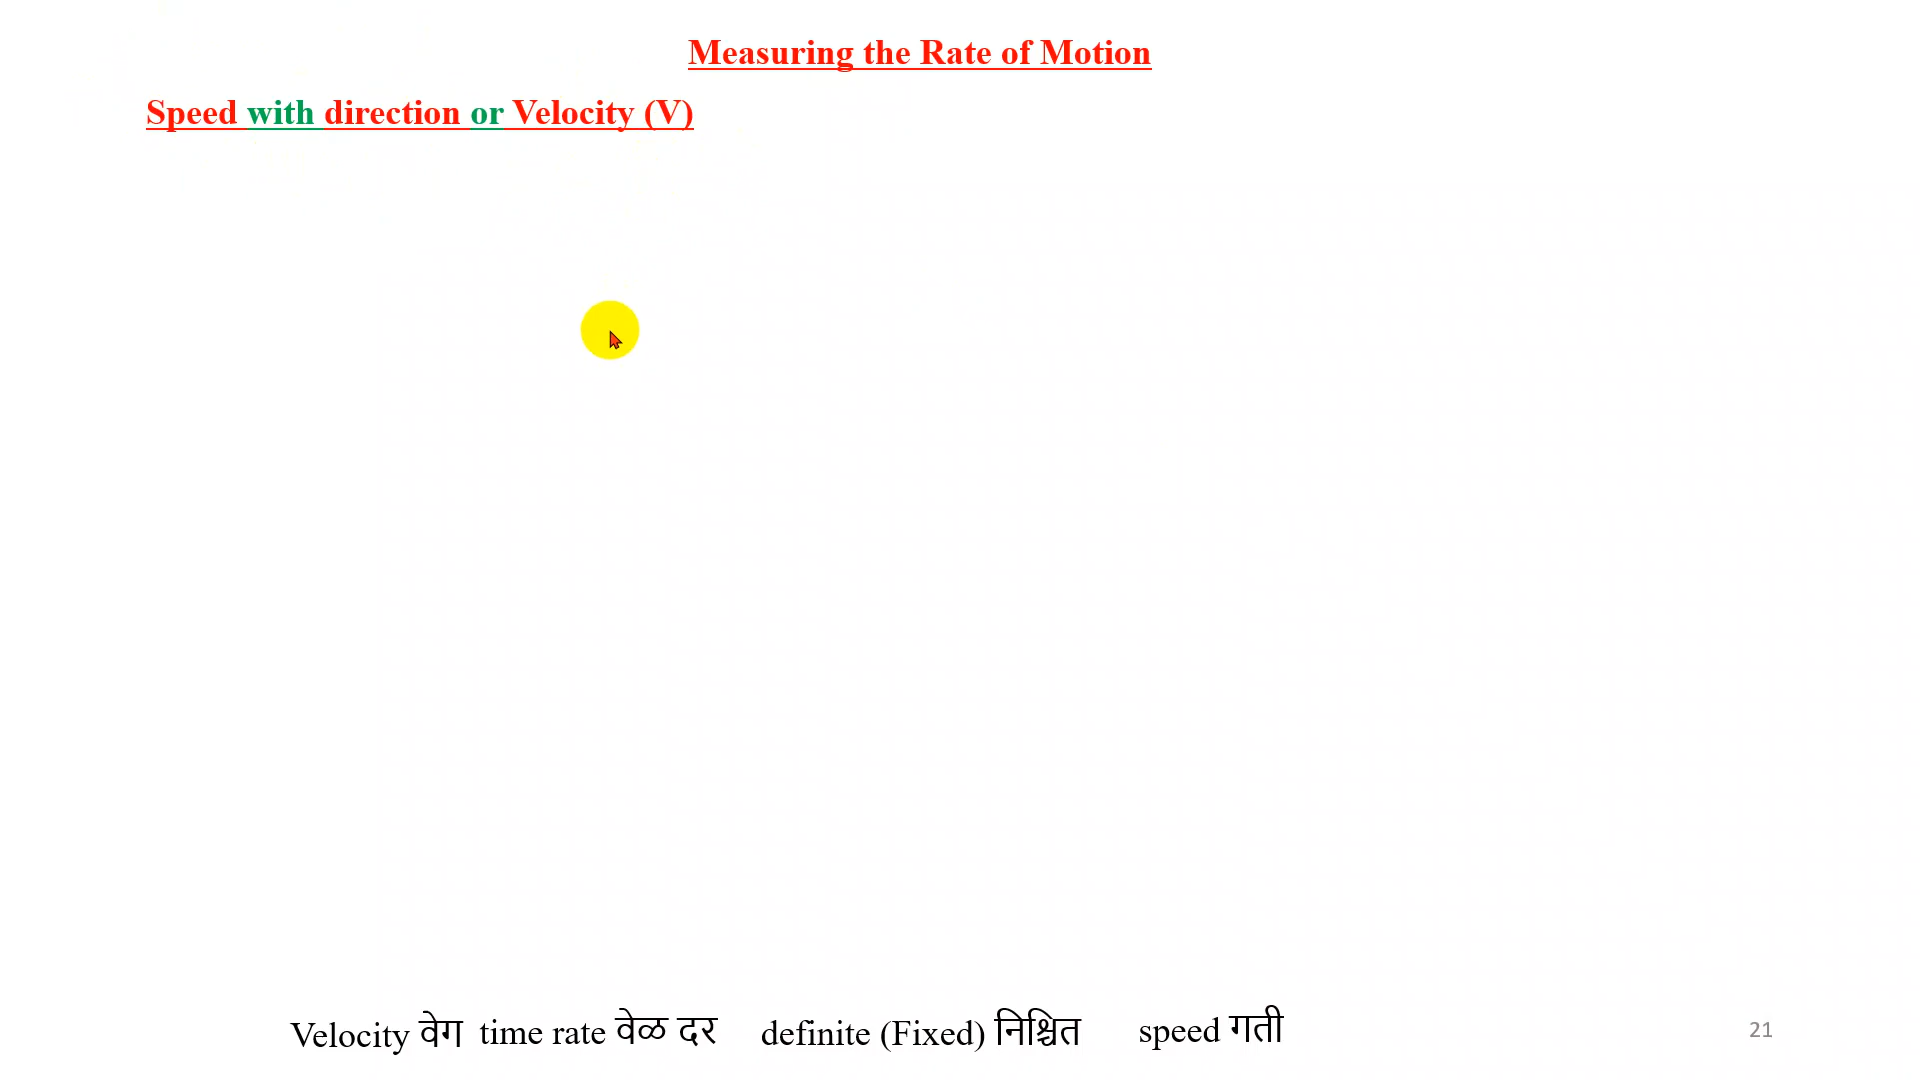 Measuring the Rate of Motion
Speed with direction or Velocity (V)
Velocity वेग time rate वेळ दर definite (Fixed) निश्चित speed गती
21